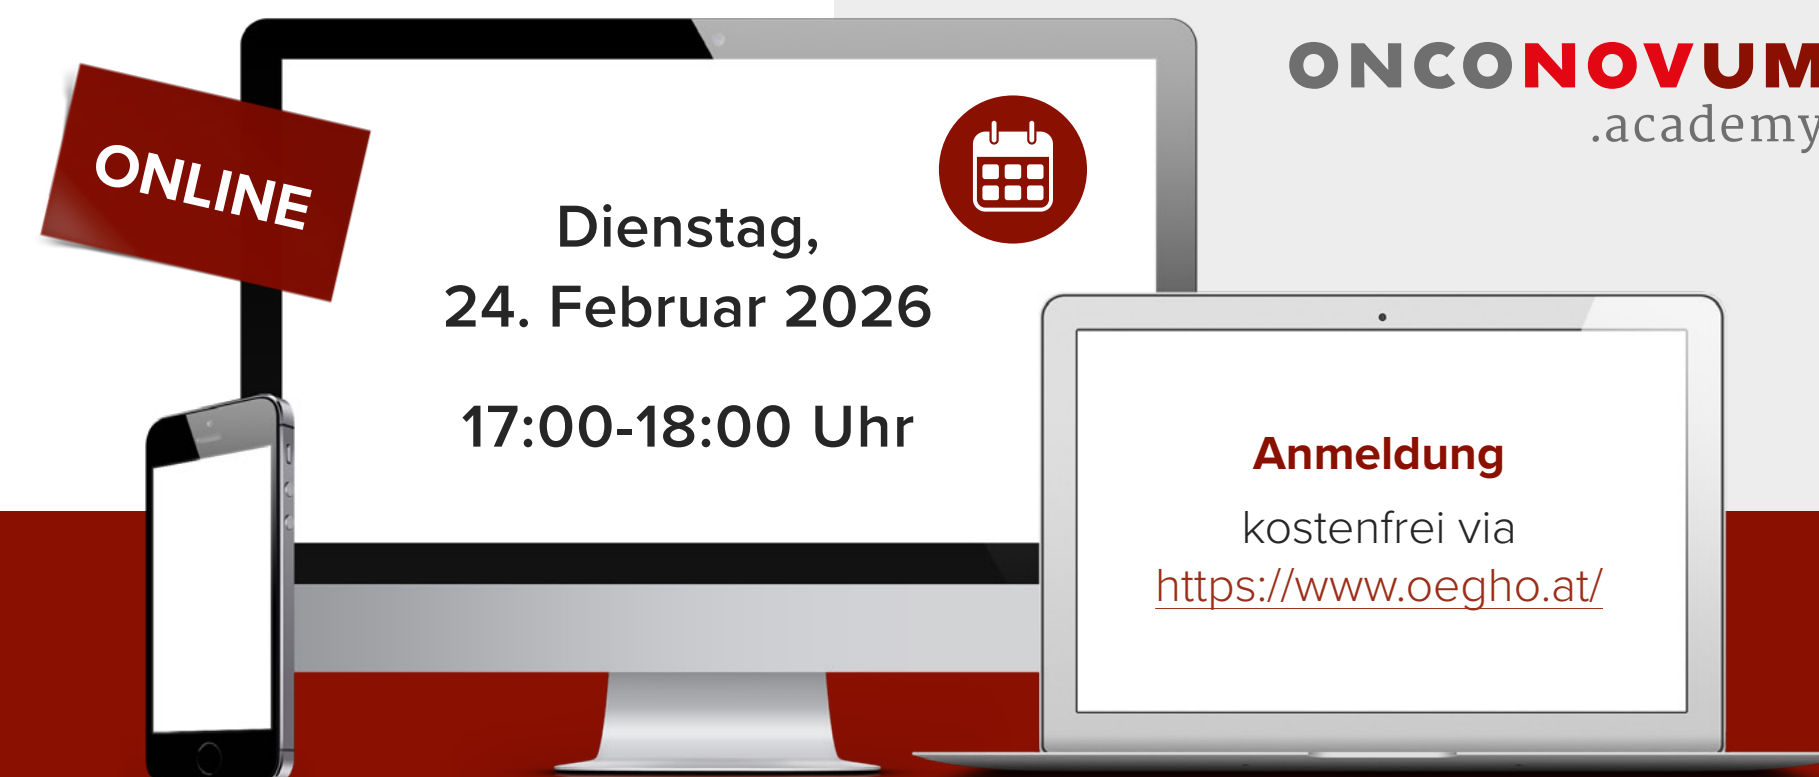 ONCONOVUM
.academy
ONLINE
Dienstag,
24. Februar 2026
17:00-18:00 Uhr
Anmeldung
kostenfrei via
https://www.oegho.at/